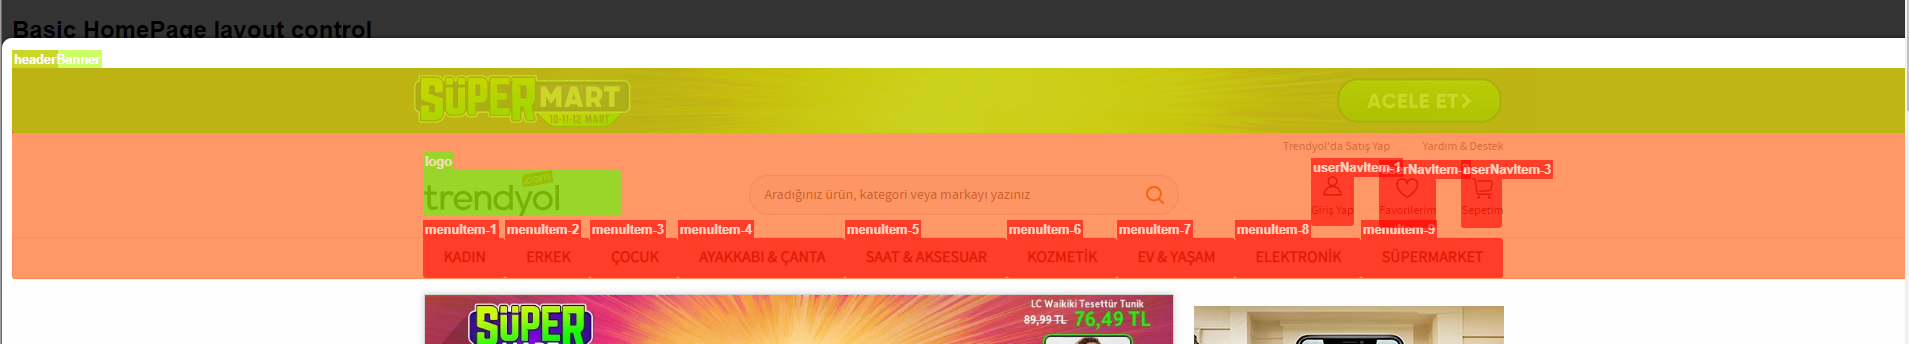 Basic HomePage layout control
headerBanner
SÜPER MART
10-11-12 MART
ACELE ET
Trendyol'da Satış Yap Yardım & Destek
logo
userNavItem-1 rNavItem- userNavItem-3
.com
trendyol
Aradığınız ürün, kategori veya markayı yazınız
Giriş Yap Favorilerim Sepetim
menuItem-1 menuItem-2 menuItem-3 menuItem-4 menuItem-5 menuItem-6 menuItem-7 menuItem-8 menuItem-9
KADIN ERKEK ÇOCUK AYAKKABI & ÇANTA SAAT & AKSESUAR KOZMETİK EV & YAŞAM ELEKTRONİK SÜPERMARKET
SÜPER
LC Waikiki Tesettür Tunik
89,99 TL 76,49 TL